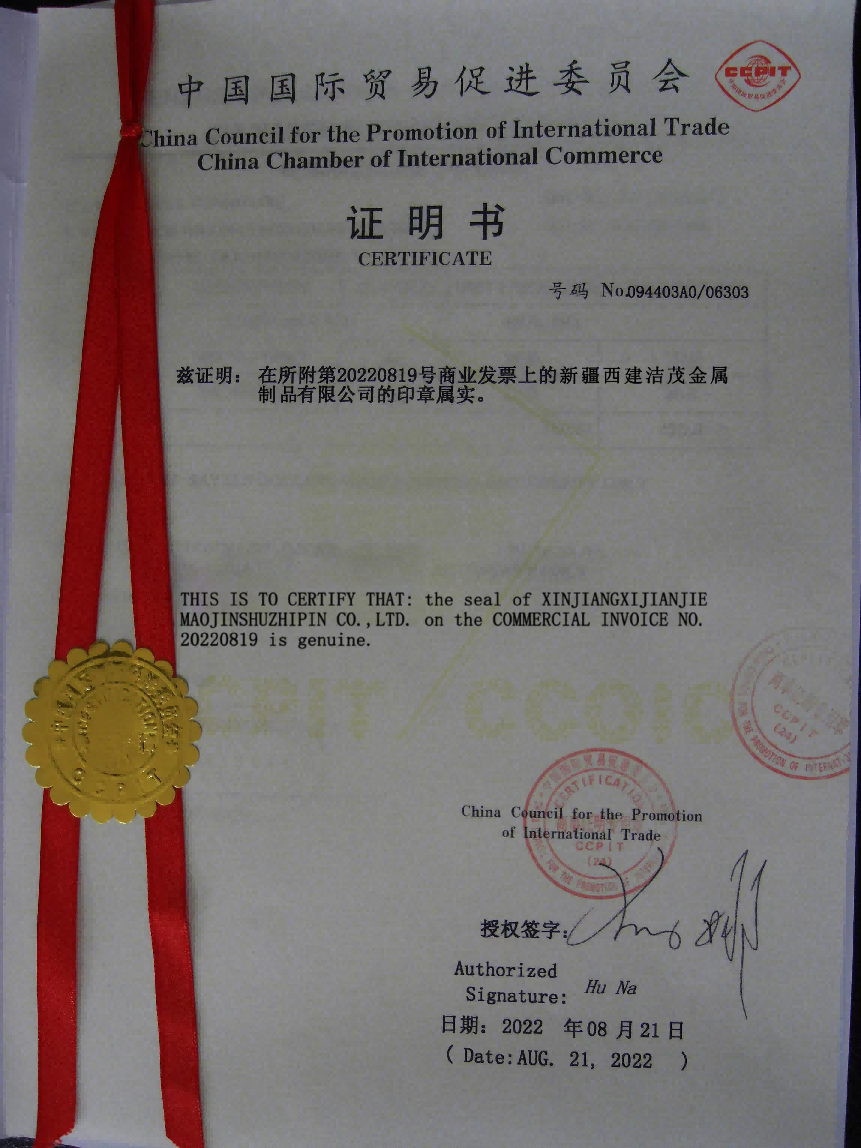 中国国际贸易促进委员会
CCPIT
China Council for the Promotion of International Trade
China Chamber of International Commerce
证明书
CERTIFICATE
号码 No.094403A0/06303
兹证明：在所附第20220819号商业发票上的新疆西建洁茂金属
制品有限公司的印章属实。
THIS IS TO CERTIFY THAT: the seal of XINJIANGXIJIANJIE
MAOJINSHUZHIPIN CO.,LTD. on the COMMERCIAL INVOICE NO.
20220819 is genuine.
CCPIT CCOIC
CCPIT
CCPIT
(24)
China Council for the Promotion
of International Trade
CERTIFICATION
CCPIT
(24)
授权签字:
Authorized
Signature: Hu Na
日期: 2022 年08月21日
( Date:AUG. 21, 2022 )